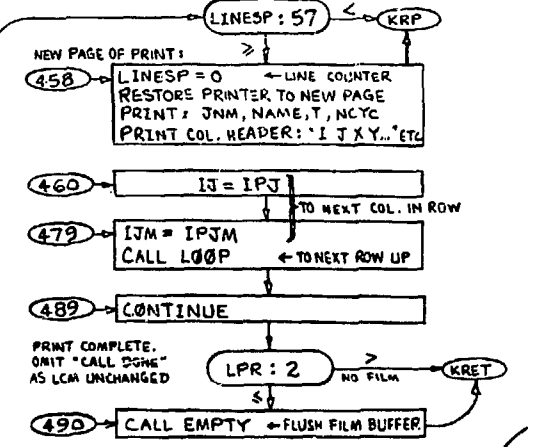 LINESP : 57
<
KRP
≥
NEW PAGE OF PRINT:
458
LINESP = 0 ← LINE COUNTER
RESTORE PRINTER TO NEW PAGE
PRINT: JNM, NAME, T, NCYC
PRINT COL. HEADER: "I J X Y..." ETC
460
IJ = IPJ
TO NEXT COL. IN ROW
479
IJM = IPJM
CALL LØØP ← TO NEXT ROW UP
489
CØNTINUE
PRINT COMPLETE.
OMIT "CALL DONE"
AS LCM UNCHANGED
LPR : 2
>
NO FILM
KRET
≤
490
CALL EMPTY ← FLUSH FILM BUFFER